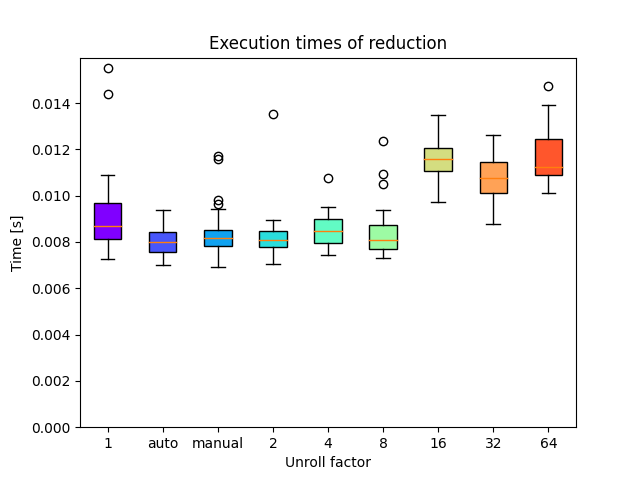 Execution times of reduction
0.014
0.012
0.010
0.008
0.006
0.004
0.002
0.000
Time [s]
1 auto manual 2 4 8 16 32 64
Unroll factor